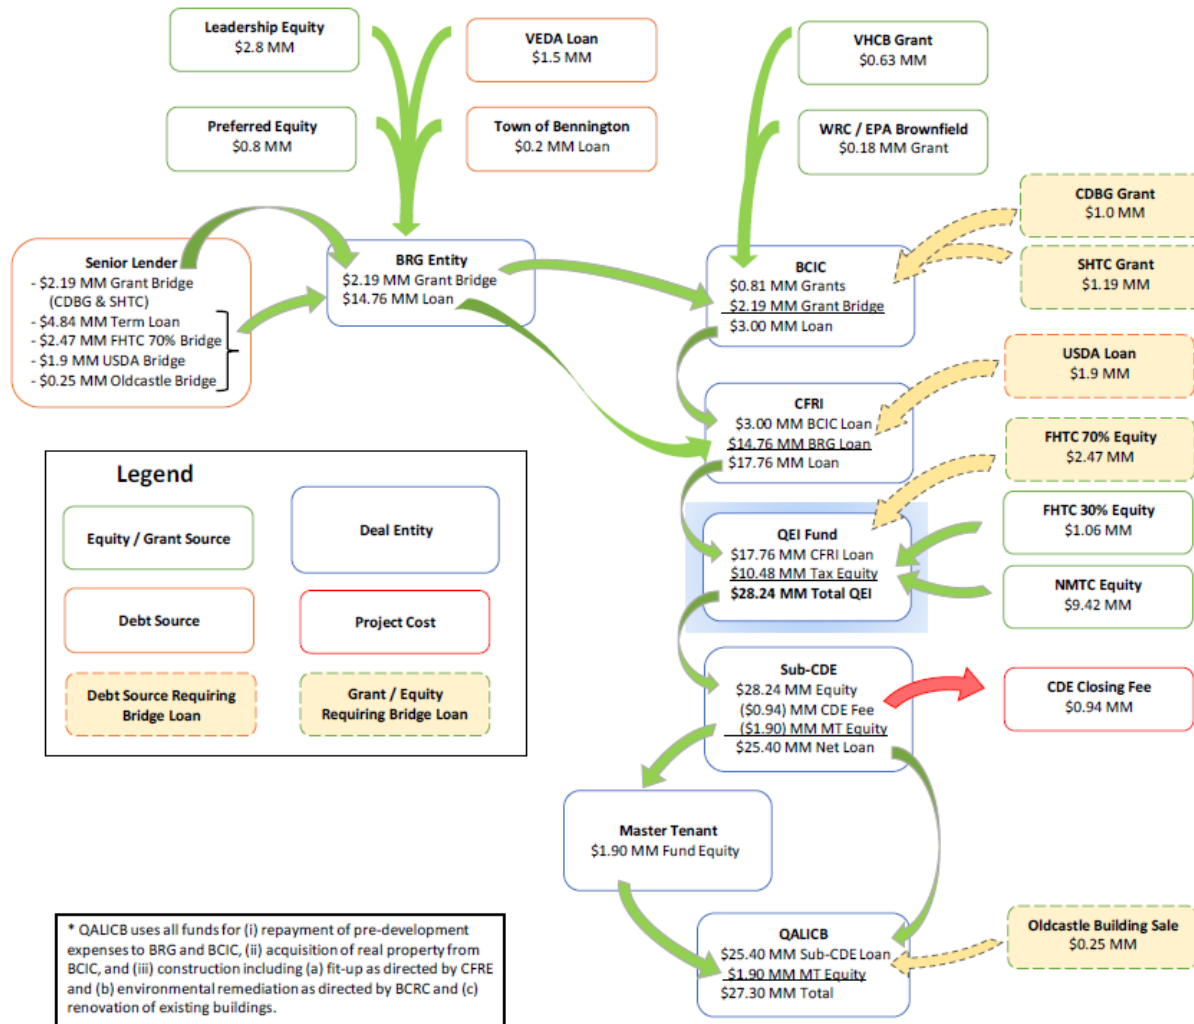 Leadership Equity
$2.8 MM
VEDA Loan
$1.5 MM
VHCB Grant
$0.63 MM
Preferred Equity
$0.8 MM
Town of Bennington
$0.2 MM Loan
WRC / EPA Brownfield
$0.18 MM Grant
CDBG Grant
$1.0 MM
SHTC Grant
$1.19 MM
Senior Lender
- $2.19 MM Grant Bridge
(CDBG & SHTC)
- $4.84 MM Term Loan
- $2.47 MM FHTC 70% Bridge
- $1.9 MM USDA Bridge
- $0.25 MM Oldcastle Bridge
BRG Entity
$2.19 MM Grant Bridge
$14.76 MM Loan
BCIC
$0.81 MM Grants
$2.19 MM Grant Bridge
$3.00 MM Loan
USDA Loan
$1.9 MM
CFRI
$3.00 MM BCIC Loan
$14.76 MM BRG Loan
$17.76 MM Loan
FHTC 70% Equity
$2.47 MM
Legend
Equity / Grant Source
Deal Entity
Debt Source
Project Cost
Debt Source Requiring
Bridge Loan
Grant / Equity
Requiring Bridge Loan
QEI Fund
$17.76 MM CFRI Loan
$10.48 MM Tax Equity
$28.24 MM Total QEI
FHTC 30% Equity
$1.06 MM
NMTC Equity
$9.42 MM
Sub-CDE
$28.24 MM Equity
($0.94) MM CDE Fee
($1.90) MM MT Equity
$25.40 MM Net Loan
CDE Closing Fee
$0.94 MM
Master Tenant
$1.90 MM Fund Equity
QALICB
$25.40 MM Sub-CDE Loan
$1.90 MM MT Equity
$27.30 MM Total
Oldcastle Building Sale
$0.25 MM
* QALICB uses all funds for (i) repayment of pre-development
expenses to BRG and BCIC, (ii) acquisition of real property from
BCIC, and (iii) construction including (a) fit-up as directed by CFRE
and (b) environmental remediation as directed by BCRC and (c)
renovation of existing buildings.